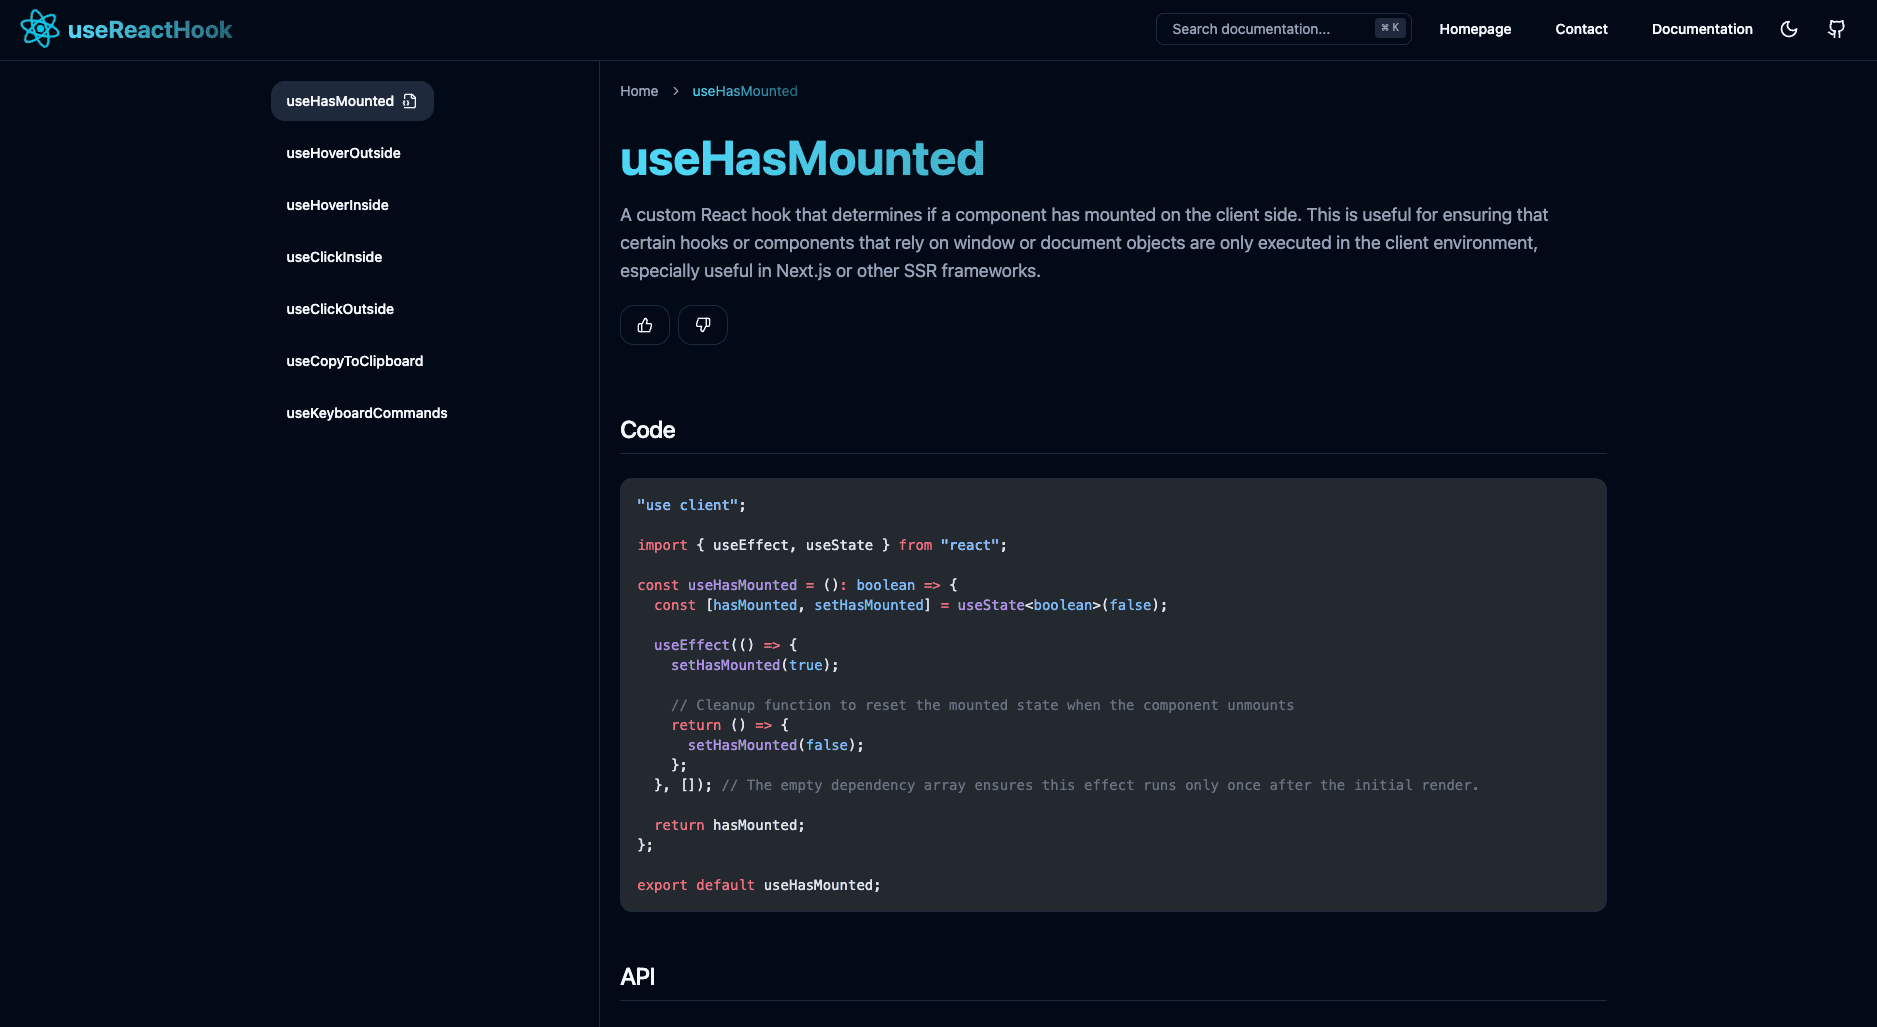 useReactHook
Search documentation...
⌘ K
Homepage
Contact
Documentation
useHasMounted
useHoverOutside
useHoverInside
useClickInside
useClickOutside
useCopyToClipboard
useKeyboardCommands
Home > useHasMounted
useHasMounted
A custom React hook that determines if a component has mounted on the client side. This is useful for ensuring that
certain hooks or components that rely on window or document objects are only executed in the client environment,
especially useful in Next.js or other SSR frameworks.
Code
"use client";
import { useEffect, useState } from "react";
const useHasMounted = (): boolean => {
  const [hasMounted, setHasMounted] = useState<boolean>(false);
  useEffect(() => {
    setHasMounted(true);
    // Cleanup function to reset the mounted state when the component unmounts
    return () => {
      setHasMounted(false);
    };
  }, []); // The empty dependency array ensures this effect runs only once after the initial render.
  return hasMounted;
};
export default useHasMounted;
API